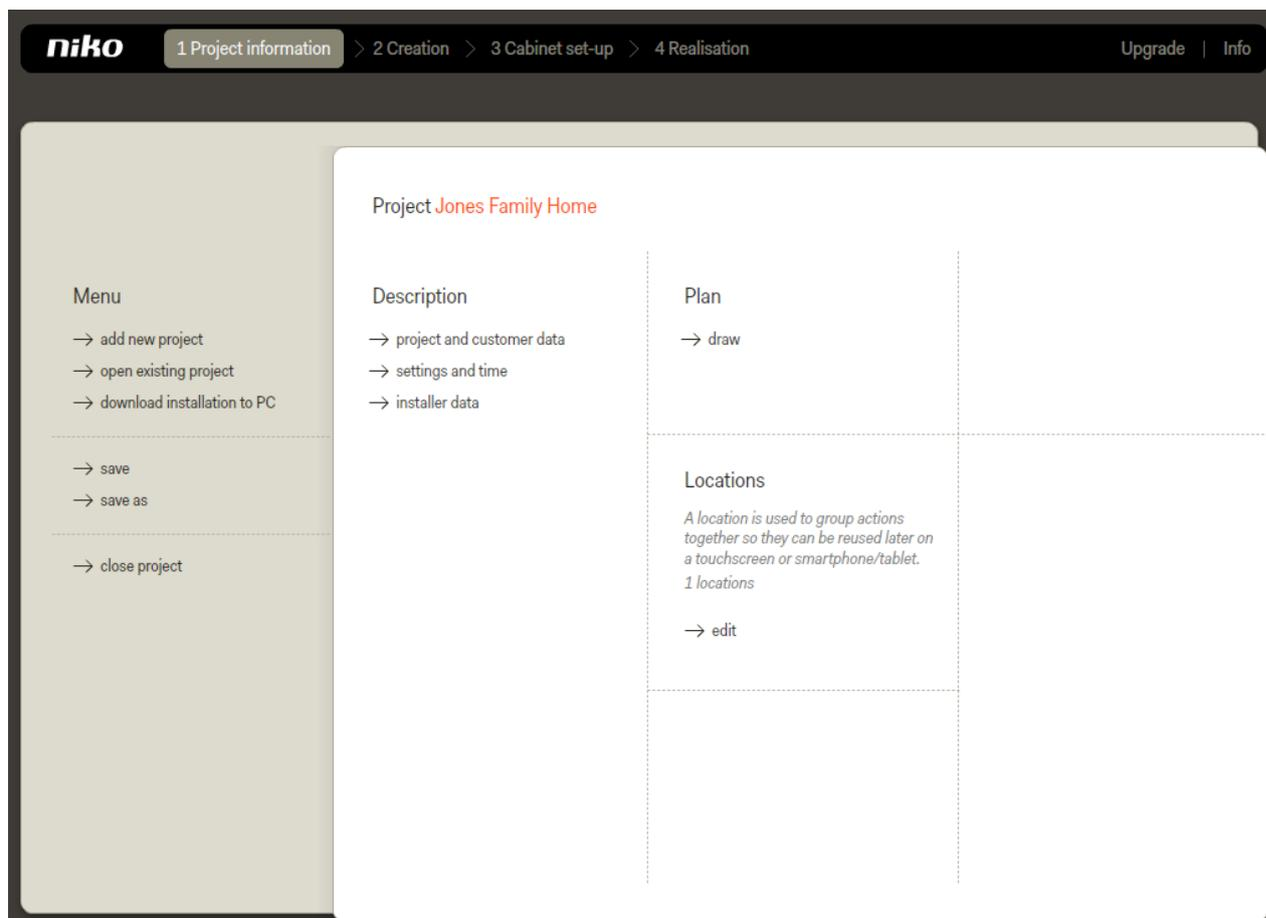 niko
1 Project information
2 Creation
3 Cabinet set-up
4 Realisation
Upgrade | Info
Project Jones Family Home
Menu
→ add new project
→ open existing project
→ download installation to PC
→ save
→ save as
→ close project
Description
→ project and customer data
→ settings and time
→ installer data
Plan
→ draw
Locations
A location is used to group actions
together so they can be reused later on
a touchscreen or smartphone/tablet.
1 locations
→ edit